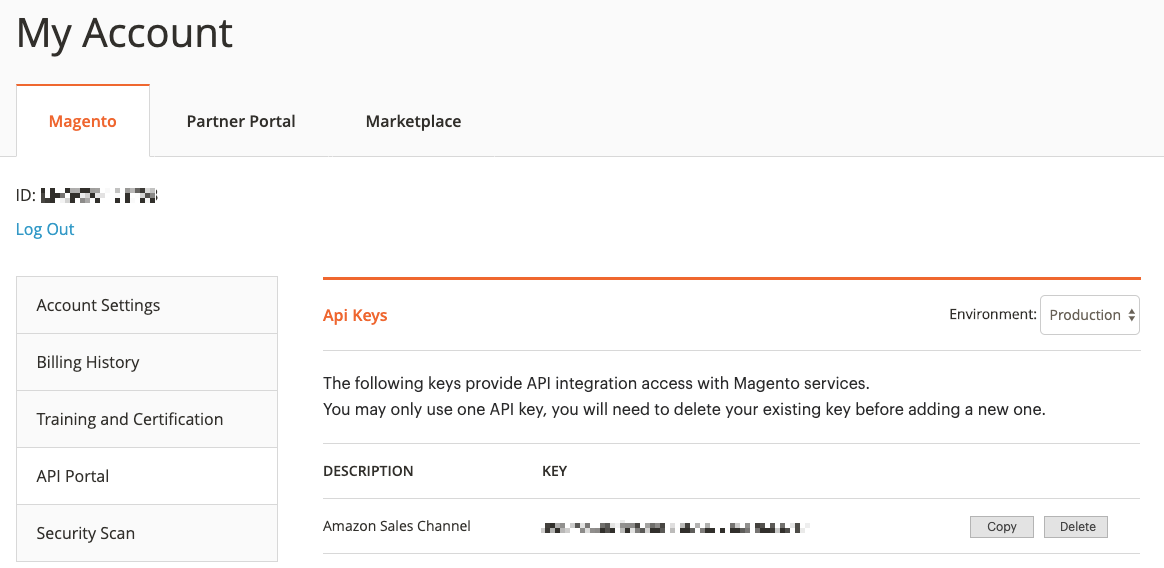 My Account
Magento
Partner Portal
Marketplace
ID:
Log Out
Account Settings
Billing History
Training and Certification
API Portal
Security Scan
Api Keys
Environment: Production
The following keys provide API integration access with Magento services.
You may only use one API key, you will need to delete your existing key before adding a new one.
DESCRIPTION KEY
Amazon Sales Channel
Copy Delete